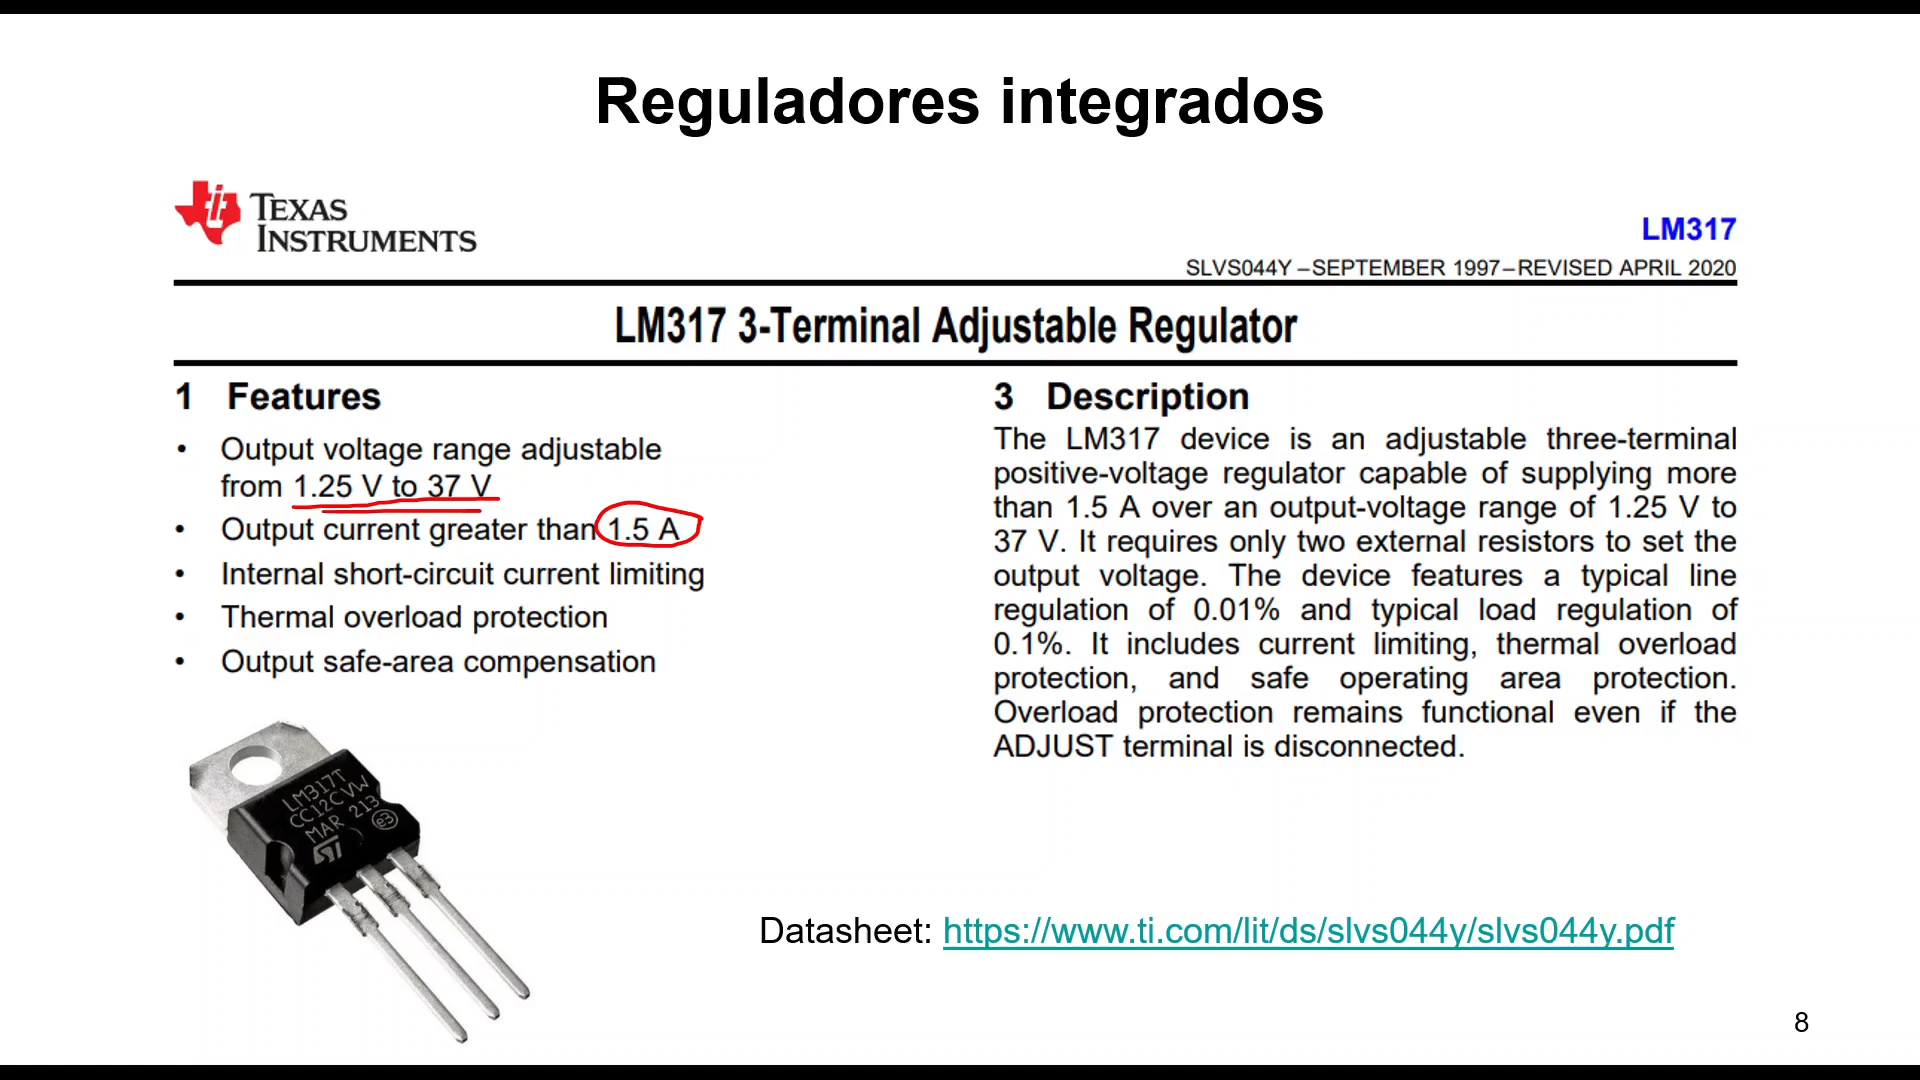 Reguladores integrados
TEXAS
INSTRUMENTS
LM317
SLVS044Y –SEPTEMBER 1997–REVISED APRIL 2020
LM317 3-Terminal Adjustable Regulator
1 Features
• Output voltage range adjustable
from 1.25 V to 37 V
• Output current greater than 1.5 A
• Internal short-circuit current limiting
• Thermal overload protection
• Output safe-area compensation
3 Description
The LM317 device is an adjustable three-terminal
positive-voltage regulator capable of supplying more
than 1.5 A over an output-voltage range of 1.25 V to
37 V. It requires only two external resistors to set the
output voltage. The device features a typical line
regulation of 0.01% and typical load regulation of
0.1%. It includes current limiting, thermal overload
protection, and safe operating area protection.
Overload protection remains functional even if the
ADJUST terminal is disconnected.
LM317T
CC12CVW
MAR 213
e3
ST
Datasheet: https://www.ti.com/lit/ds/slvs044y/slvs044y.pdf
8